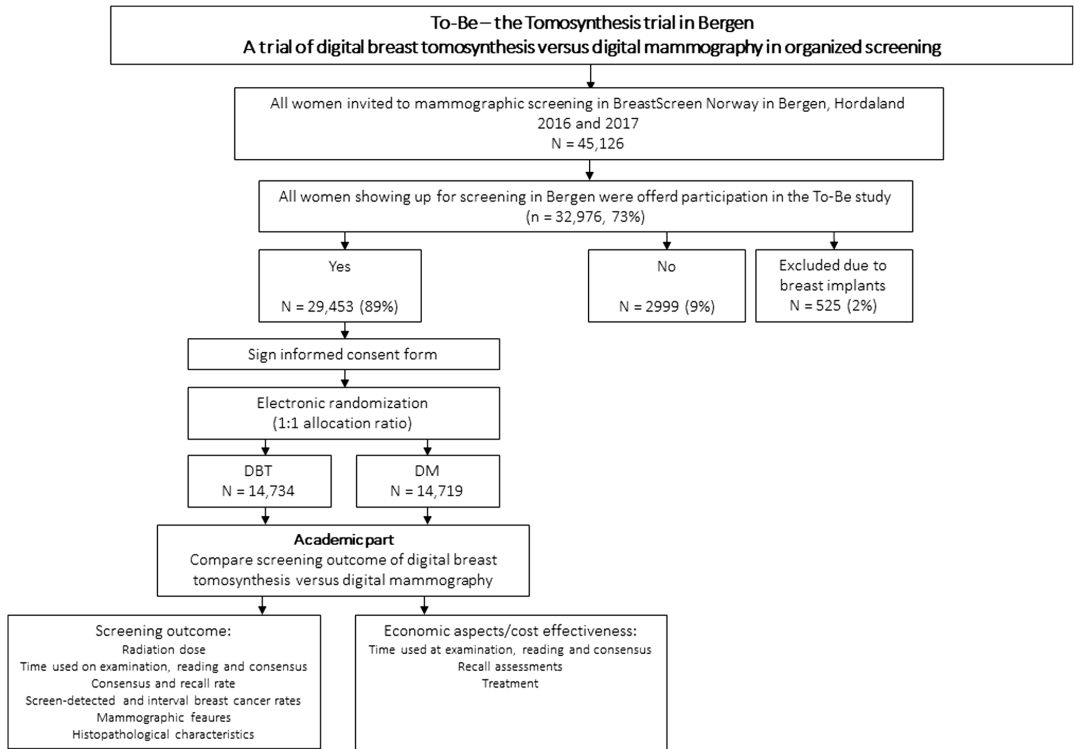 To-Be – the Tomosynthesis trial in Bergen
A trial of digital breast tomosynthesis versus digital mammography in organized screening
All women invited to mammographic screening in BreastScreen Norway in Bergen, Hordaland
2016 and 2017
N = 45,126
All women showing up for screening in Bergen were offerd participation in the To-Be study
(n = 32,976, 73%)
Yes
N = 29,453 (89%)
No
N = 2999 (9%)
Excluded due to
breast implants
N = 525 (2%)
Sign informed consent form
Electronic randomization
(1:1 allocation ratio)
DBT
N = 14,734
DM
N = 14,719
Academic part
Compare screening outcome of digital breast
tomosynthesis versus digital mammography
Screening outcome:
Radiation dose
Time used on examination, reading and consensus
Consensus and recall rate
Screen-detected and interval breast cancer rates
Mammographic feaures
Histopathological characteristics
Economic aspects/cost effectiveness:
Time used at examination, reading and consensus
Recall assessments
Treatment